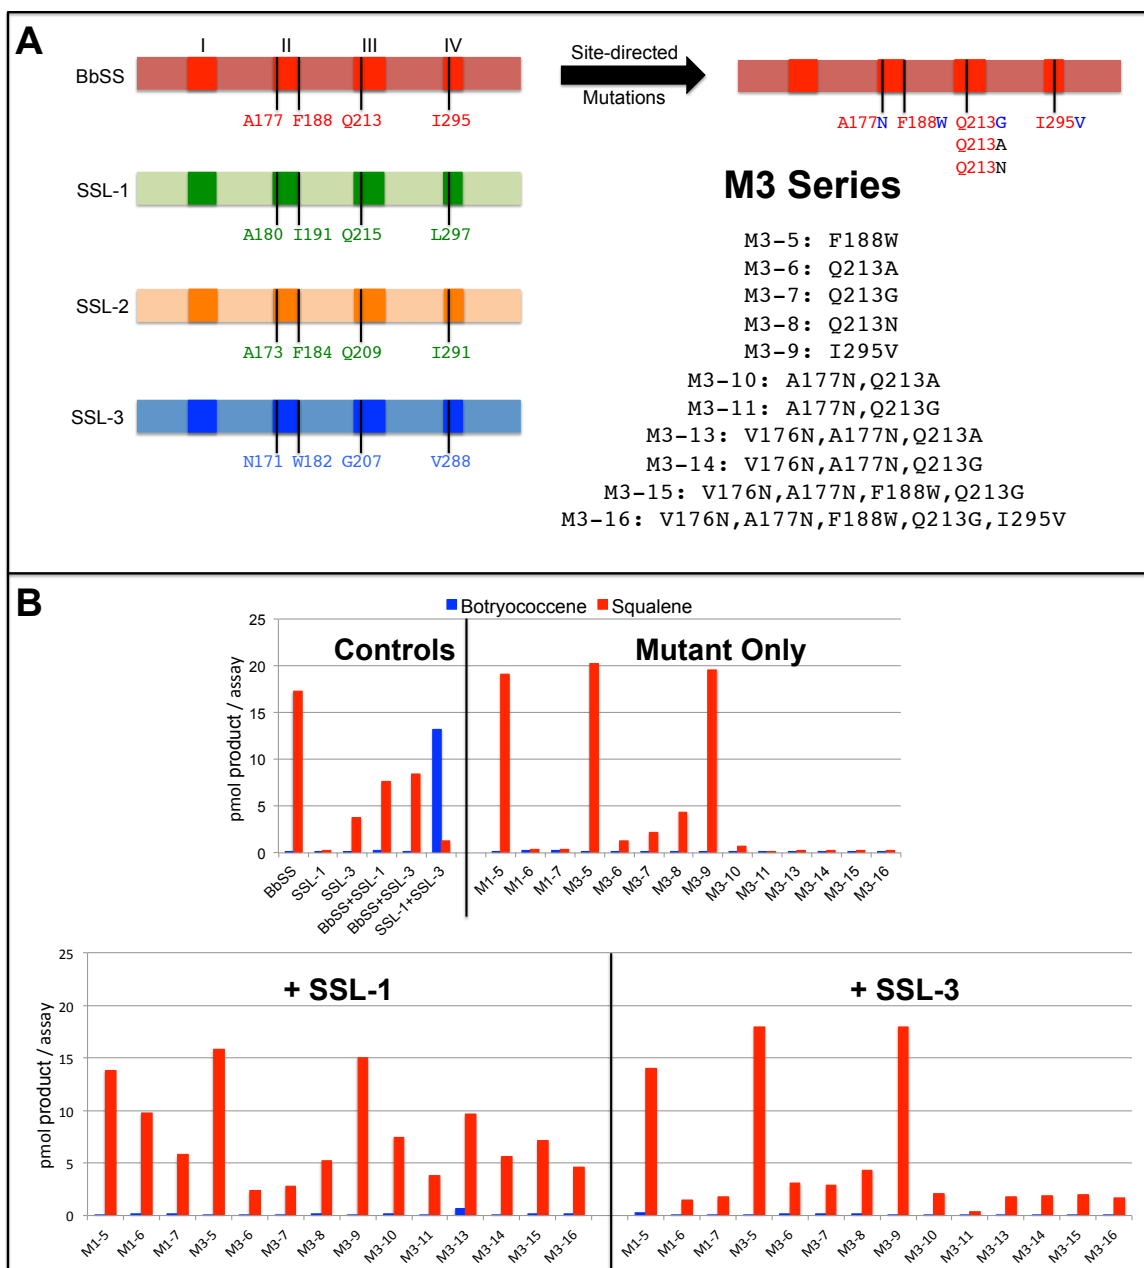 A
I II III IV
BbSS
A177 F188 Q213 I295
Site-directed
Mutations
A177N F188W Q213G I295V
Q213A
Q213N
SSL-1
A180 I191 Q215 L297
SSL-2
A173 F184 Q209 I291
SSL-3
N171 W182 G207 V288
M3 Series
M3-5: F188W
M3-6: Q213A
M3-7: Q213G
M3-8: Q213N
M3-9: I295V
M3-10: A177N,Q213A
M3-11: A177N,Q213G
M3-13: V176N,A177N,Q213A
M3-14: V176N,A177N,Q213G
M3-15: V176N,A177N,F188W,Q213G
M3-16: V176N,A177N,F188W,Q213G,I295V
B
Botryococcene Squalene
Controls Mutant Only
pmol product / assay
25
20
15
10
5
0
BbSS SSL-1 SSL-3 BbSS+SSL-1 BbSS+SSL-3 SSL-1+SSL-3 M1-5 M1-6 M1-7 M3-5 M3-6 M3-7 M3-8 M3-9 M3-10 M3-11 M3-13 M3-14 M3-15 M3-16
+ SSL-1 + SSL-3
pmol product / assay
25
20
15
10
5
0
M1-5 M1-6 M1-7 M3-5 M3-6 M3-7 M3-8 M3-9 M3-10 M3-11 M3-13 M3-14 M3-15 M3-16 M1-5 M1-6 M1-7 M3-5 M3-6 M3-7 M3-8 M3-9 M3-10 M3-11 M3-13 M3-14 M3-15 M3-16